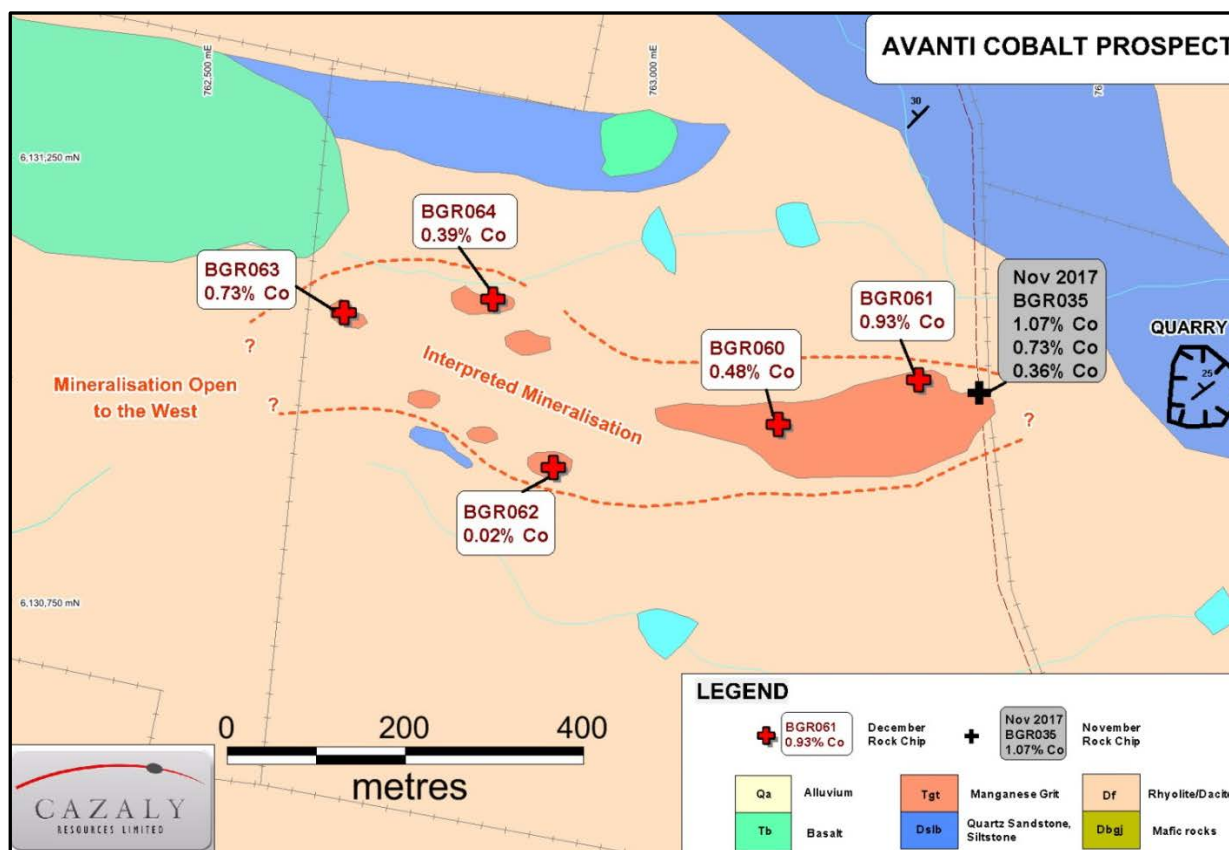 AVANTI COBALT PROSPECT
762,500 mE
763,000 mE
76
30
6,131,250 mN
BGR064
0.39% Co
BGR063
0.73% Co
BGR061
0.93% Co
Nov 2017
BGR035
1.07% Co
0.73% Co
0.36% Co
QUARRY
25
BGR060
0.48% Co
?
Interpreted Mineralisation
Mineralisation Open
to the West
?
?
BGR062
0.02% Co
6,130,750 mN
0 200 400
metres
CAZALY
RESOURCES LIMITED
LEGEND
BGR061
0.93% Co
December
Rock Chip
Nov 2017
BGR035
1.07% Co
November
Rock Chip
Qa Alluvium
Tgt Manganese Grit
Df Rhyolite/Dacite
Tb Basalt
Dslb Quartz Sandstone,
Siltstone
Dbgj Mafic rocks